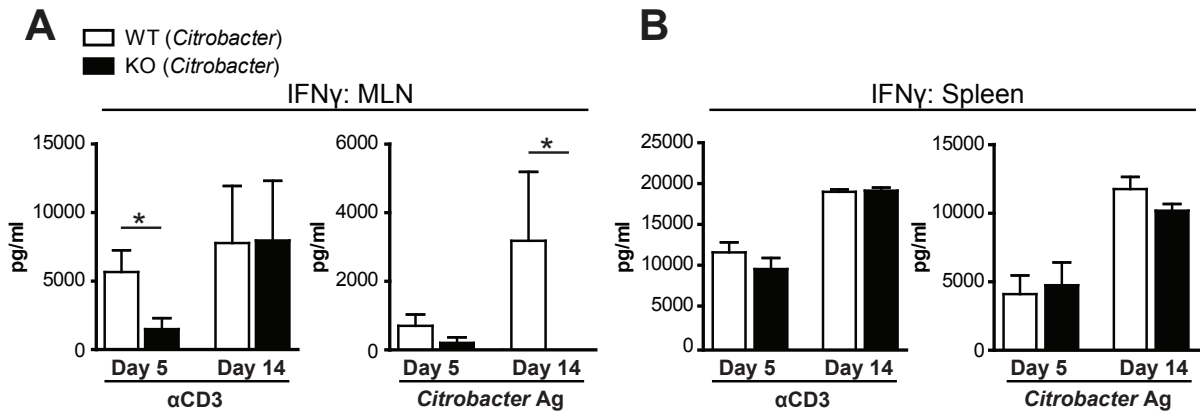 A
WT (Citrobacter)
KO (Citrobacter)
IFNγ: MLN
pg/ml
15000
10000
5000
0
*
Day 5 Day 14
αCD3
pg/ml
6000
4000
2000
0
*
Day 5 Day 14
Citrobacter Ag
B
IFNγ: Spleen
pg/ml
25000
20000
15000
10000
5000
0
Day 5 Day 14
αCD3
pg/ml
15000
10000
5000
0
Day 5 Day 14
Citrobacter Ag